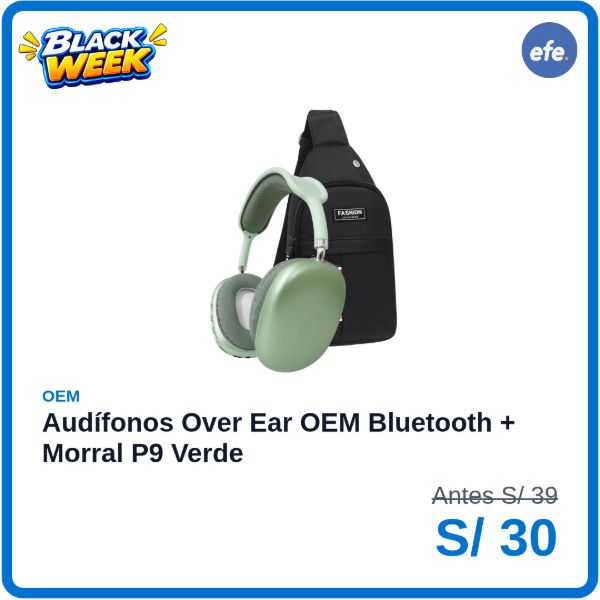 BLACK
WEEK
efe.
FASHION
OEM
Audífonos Over Ear OEM Bluetooth +
Morral P9 Verde
Antes S/ 39
S/ 30